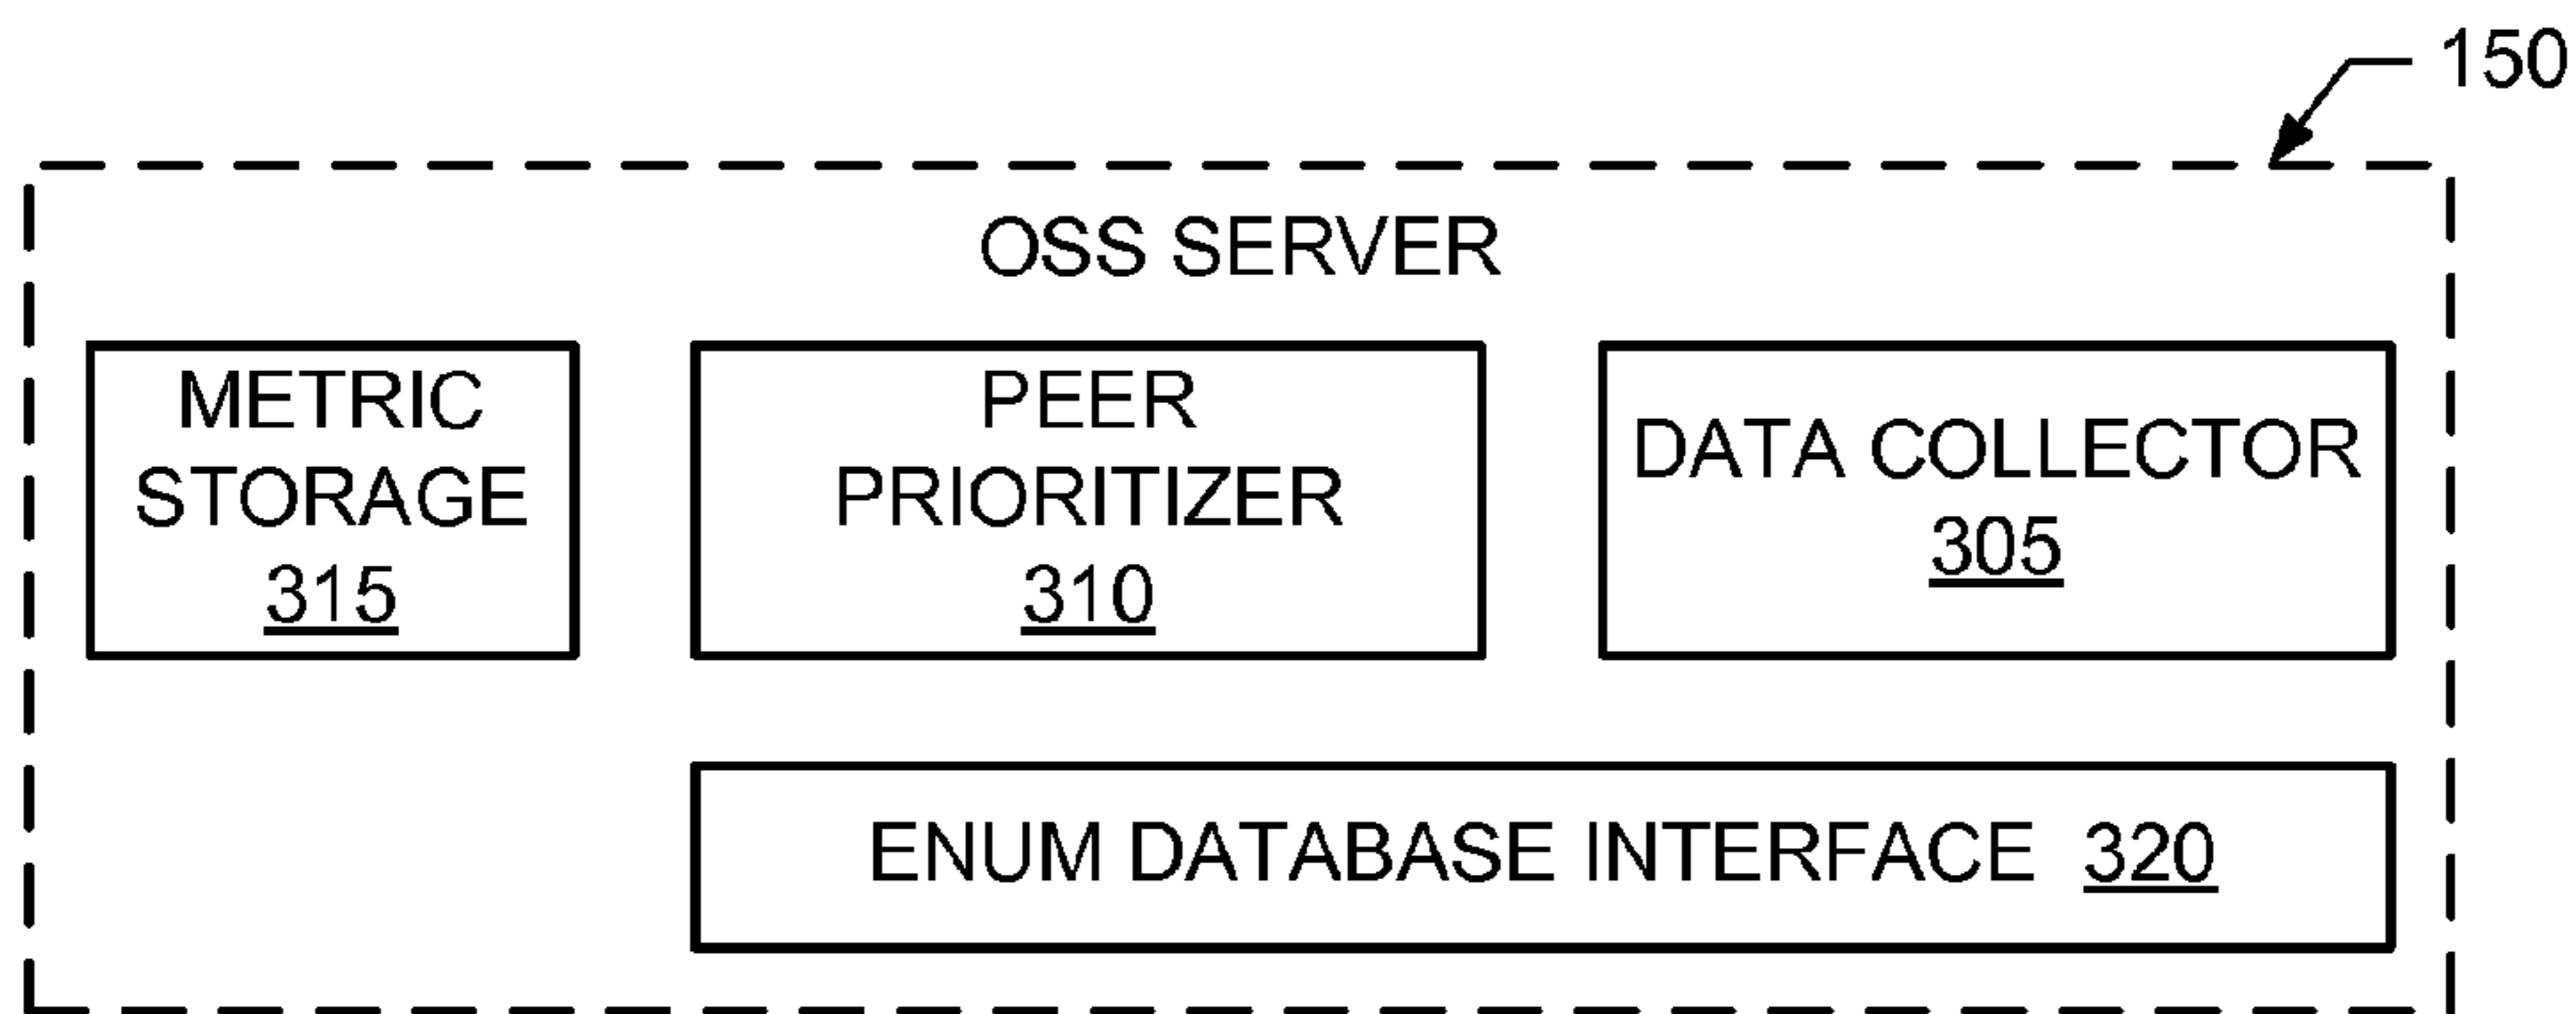 150
OSS SERVER
METRIC
STORAGE
315
PEER
PRIORITIZER
310
DATA COLLECTOR
305
ENUM DATABASE INTERFACE 320